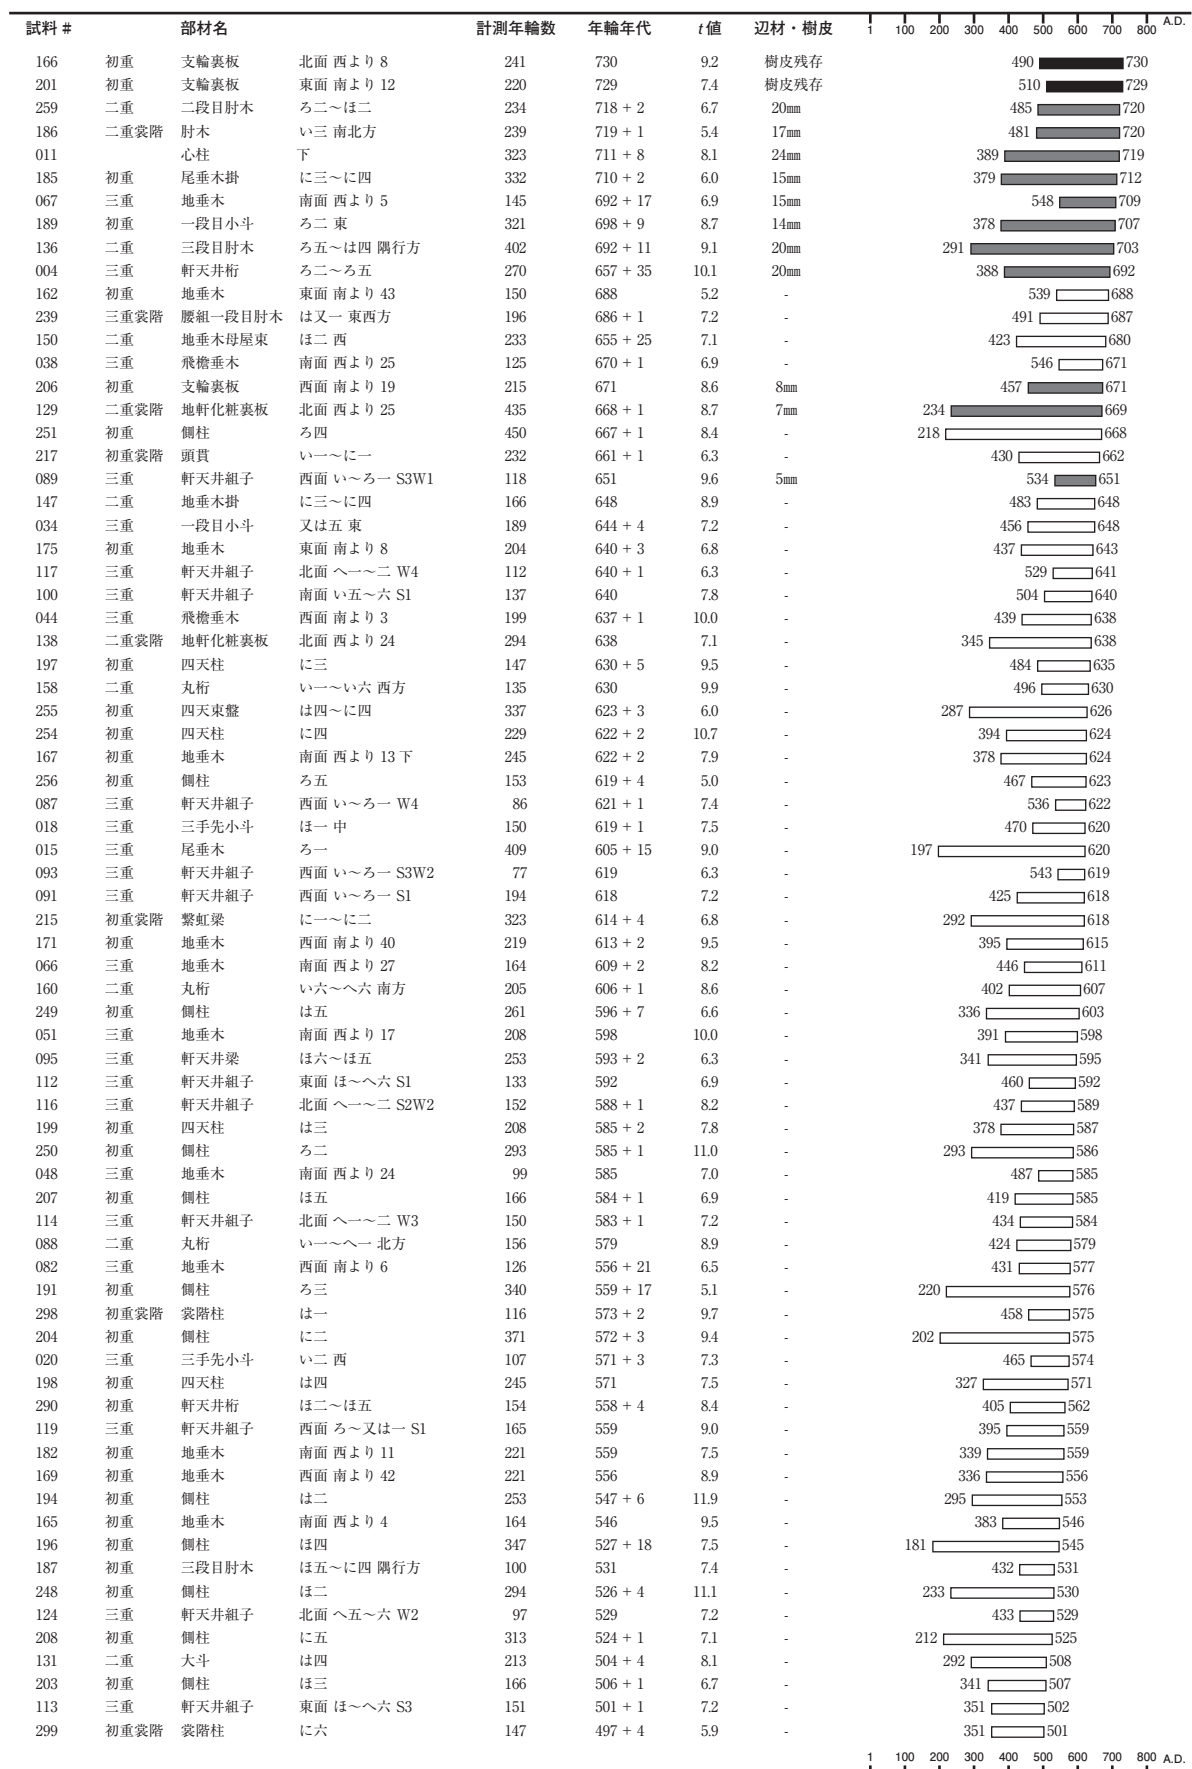 試料 # 部材名 計測年輪数 年輪年代 t 値 辺材・樹皮 1 100 200 300 400 500 600 700 800 A.D.
166 初重 支輪裏板 北面 西より 8 241 730 9.2 樹皮残存 490 730
201 初重 支輪裏板 東面 南より 12 220 729 7.4 樹皮残存 510 729
259 二重 二段目肘木 ろ二〜ほ二 234 718 + 2 6.7 20㎜ 485 720
186 二重裳階 肘木 い三 南北方 239 719 + 1 5.4 17㎜ 481 720
011 心柱 下 323 711 + 8 8.1 24㎜ 389 719
185 初重 尾垂木掛 に三〜に四 332 710 + 2 6.0 15㎜ 379 712
067 三重 地垂木 南面 西より 5 145 692 + 17 6.9 15㎜ 548 709
189 初重 一段目小斗 ろ二 東 321 698 + 9 8.7 14㎜ 378 707
136 二重 三段目肘木 ろ五〜は四 隅行方 402 692 + 11 9.1 20㎜ 291 703
004 三重 軒天井桁 ろ二〜ろ五 270 657 + 35 10.1 20㎜ 388 692
162 初重 地垂木 東面 南より 43 150 688 5.2 - 539 688
239 三重裳階 腰組一段目肘木 は又一 東西方 196 686 + 1 7.2 - 491 687
150 二重 地垂木母屋束 ほ二 西 233 655 + 25 7.1 - 423 680
038 三重 飛檐垂木 南面 西より 25 125 670 + 1 6.9 - 546 671
206 初重 支輪裏板 西面 南より 19 215 671 8.6 8㎜ 457 671
129 二重裳階 地軒化粧裏板 北面 西より 25 435 668 + 1 8.7 7㎜ 234 669
251 初重 側柱 ろ四 450 667 + 1 8.4 - 218 668
217 初重裳階 頭貫 い一〜に一 232 661 + 1 6.3 - 430 662
089 三重 軒天井組子 西面 い〜ろ一 S3W1 118 651 9.6 5㎜ 534 651
147 二重 地垂木掛 に三〜に四 166 648 8.9 - 483 648
034 三重 一段目小斗 又は五 東 189 644 + 4 7.2 - 456 648
175 初重 地垂木 東面 南より 8 204 640 + 3 6.8 - 437 643
117 三重 軒天井組子 北面 へ一〜二 W4 112 640 + 1 6.3 - 529 641
100 三重 軒天井組子 南面 い五〜六 S1 137 640 7.8 - 504 640
044 三重 飛檐垂木 西面 南より 3 199 637 + 1 10.0 - 439 638
138 二重裳階 地軒化粧裏板 北面 西より 24 294 638 7.1 - 345 638
197 初重 四天柱 に三 147 630 + 5 9.5 - 484 635
158 二重 丸桁 い一〜い六 西方 135 630 9.9 - 496 630
255 初重 四天束盤 は四〜に四 337 623 + 3 6.0 - 287 626
254 初重 四天柱 に四 229 622 + 2 10.7 - 394 624
167 初重 地垂木 南面 西より 13 下 245 622 + 2 7.9 - 378 624
256 初重 側柱 ろ五 153 619 + 4 5.0 - 467 623
087 三重 軒天井組子 西面 い〜ろ一 W4 86 621 + 1 7.4 - 536 622
018 三重 三手先小斗 ほ一 中 150 619 + 1 7.5 - 470 620
015 三重 尾垂木 ろ一 409 605 + 15 9.0 - 197 620
093 三重 軒天井組子 西面 い〜ろ一 S3W2 77 619 6.3 - 543 619
091 三重 軒天井組子 西面 い〜ろ一 S1 194 618 7.2 - 425 618
215 初重裳階 繋虹梁 に一〜に二 323 614 + 4 6.8 - 292 618
171 初重 地垂木 西面 南より 40 219 613 + 2 9.5 - 395 615
066 三重 地垂木 南面 西より 27 164 609 + 2 8.2 - 446 611
160 二重 丸桁 い六〜へ六 南方 205 606 + 1 8.6 - 402 607
249 初重 側柱 は五 261 596 + 7 6.6 - 336 603
051 三重 地垂木 南面 西より 17 208 598 10.0 - 391 598
095 三重 軒天井梁 ほ六〜ほ五 253 593 + 2 6.3 - 341 595
112 三重 軒天井組子 東面 ほ〜へ六 S1 133 592 6.9 - 460 592
116 三重 軒天井組子 北面 へ一〜二 S2W2 152 588 + 1 8.2 - 437 589
199 初重 四天柱 は三 208 585 + 2 7.8 - 378 587
250 初重 側柱 ろ二 293 585 + 1 11.0 - 293 586
048 三重 地垂木 南面 西より 24 99 585 7.0 - 487 585
207 初重 側柱 ほ五 166 584 + 1 6.9 - 419 585
114 三重 軒天井組子 北面 へ一〜二 W3 150 583 + 1 7.2 - 434 584
088 二重 丸桁 い一〜へ一 北方 156 579 8.9 - 424 579
082 三重 地垂木 西面 南より 6 126 556 + 21 6.5 - 431 577
191 初重 側柱 ろ三 340 559 + 17 5.1 - 220 576
298 初重裳階 裳階柱 は一 116 573 + 2 9.7 - 458 575
204 初重 側柱 に二 371 572 + 3 9.4 - 202 575
020 三重 三手先小斗 い二 西 107 571 + 3 7.3 - 465 574
198 初重 四天柱 は四 245 571 7.5 - 327 571
290 初重 軒天井桁 ほ二〜ほ五 154 558 + 4 8.4 - 405 562
119 三重 軒天井組子 西面 ろ〜又は一 S1 165 559 9.0 - 395 559
182 初重 地垂木 南面 西より 11 221 559 7.5 - 339 559
169 初重 地垂木 西面 南より 42 221 556 8.9 - 336 556
194 初重 側柱 は二 253 547 + 6 11.9 - 295 553
165 初重 地垂木 南面 西より 4 164 546 9.5 - 383 546
196 初重 側柱 ほ四 347 527 + 18 7.5 - 181 545
187 初重 三段目肘木 ほ五〜に四 隅行方 100 531 7.4 - 432 531
248 初重 側柱 ほ二 294 526 + 4 11.1 - 233 530
124 三重 軒天井組子 北面 へ五〜六 W2 97 529 7.2 - 433 529
208 初重 側柱 に五 313 524 + 1 7.1 - 212 525
131 二重 大斗 は四 213 504 + 4 8.1 - 292 508
203 初重 側柱 ほ三 166 506 + 1 6.7 - 341 507
113 三重 軒天井組子 東面 ほ〜へ六 S3 151 501 + 1 7.2 - 351 502
299 初重裳階 裳階柱 に六 147 497 + 4 5.9 - 351 501
1 100 200 300 400 500 600 700 800 A.D.